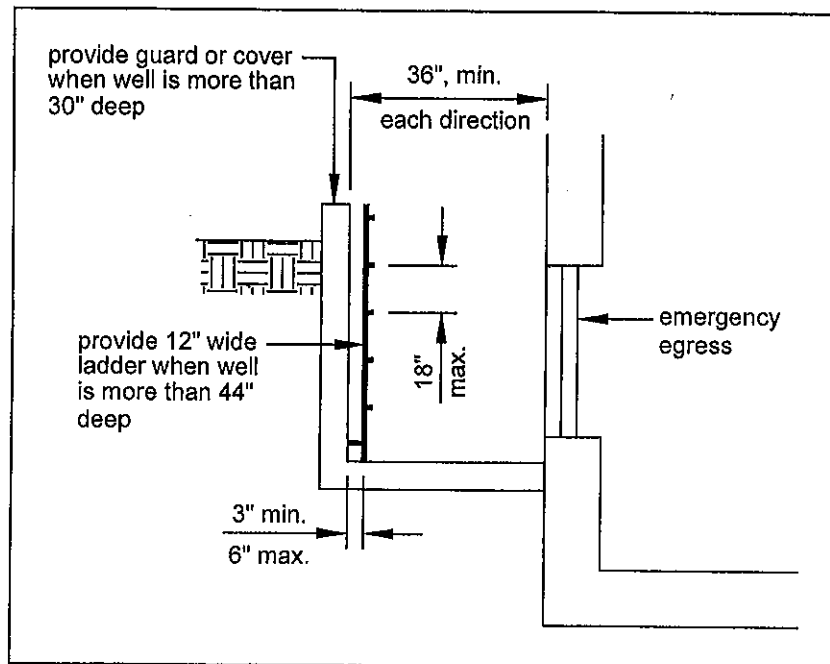 provide guard or cover
when well is more than
30" deep
36", min.
each direction
provide 12" wide
ladder when well
is more than 44"
deep
18"
max.
emergency
egress
3" min.
6" max.